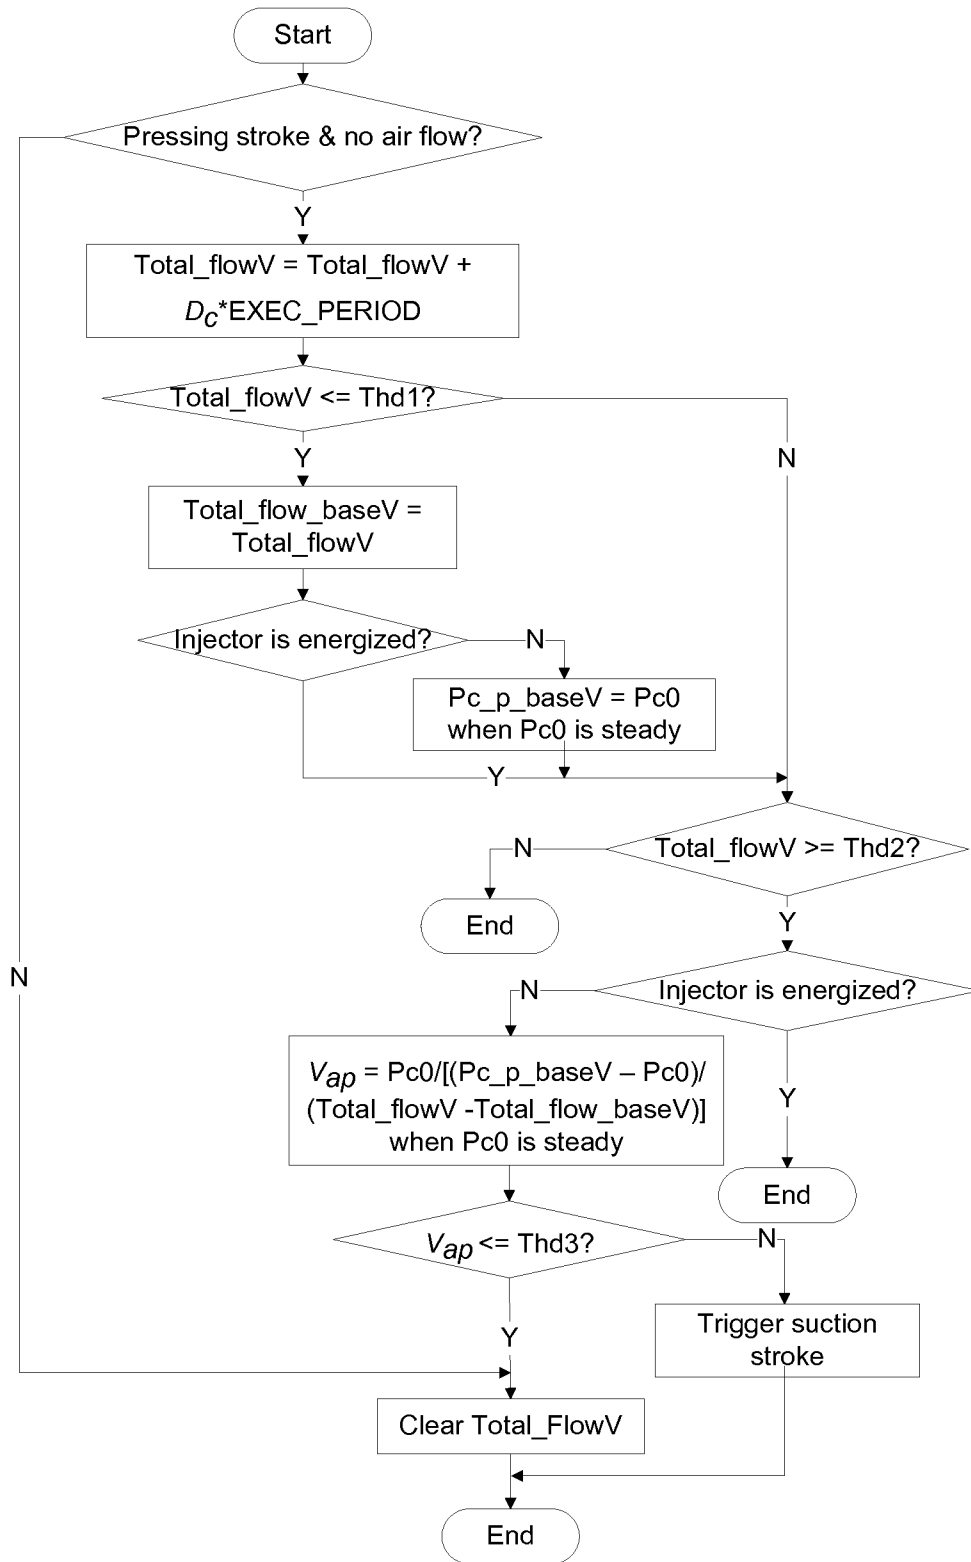 Start
Pressing stroke & no air flow?
Y
Total_flowV = Total_flowV +
Dc*EXEC_PERIOD
Total_flowV <= Thd1?
Y
N
Total_flow_baseV =
Total_flowV
Injector is energized?
N
Pc_p_baseV = Pc0
when Pc0 is steady
Y
Total_flowV >= Thd2?
N
End
Y
N
Injector is energized?
N
Vap = Pc0/[(Pc_p_baseV – Pc0)/
(Total_flowV -Total_flow_baseV)]
when Pc0 is steady
Y
End
Vap <= Thd3?
N
Y
Trigger suction
stroke
Clear Total_FlowV
End